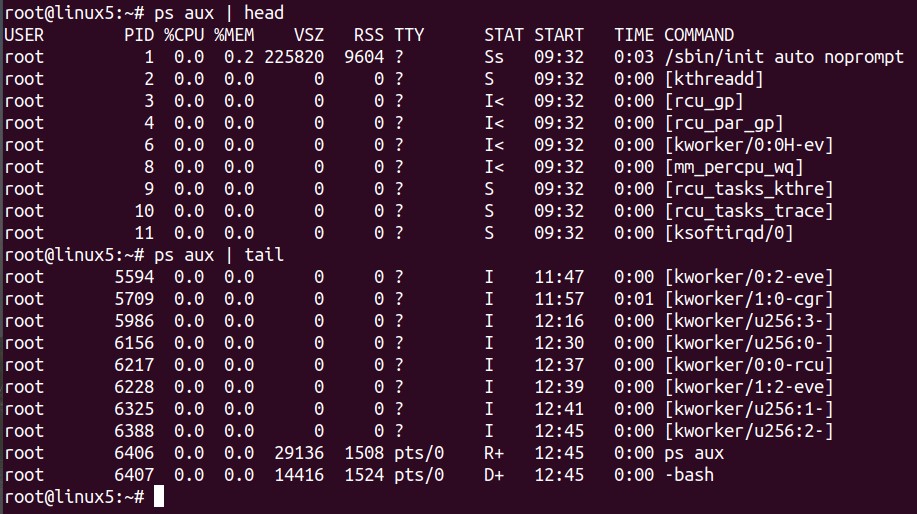 root@linux5:~# ps aux | head
USER        PID %CPU %MEM    VSZ   RSS TTY      STAT START   TIME COMMAND
root          1  0.0  0.2 225820  9604 ?        Ss   09:32   0:03 /sbin/init auto noprompt
root          2  0.0  0.0      0     0 ?        S    09:32   0:00 [kthreadd]
root          3  0.0  0.0      0     0 ?        I<   09:32   0:00 [rcu_gp]
root          4  0.0  0.0      0     0 ?        I<   09:32   0:00 [rcu_par_gp]
root          6  0.0  0.0      0     0 ?        I<   09:32   0:00 [kworker/0:0H-ev]
root          8  0.0  0.0      0     0 ?        I<   09:32   0:00 [mm_percpu_wq]
root          9  0.0  0.0      0     0 ?        S    09:32   0:00 [rcu_tasks_kthre]
root         10  0.0  0.0      0     0 ?        S    09:32   0:00 [rcu_tasks_trace]
root         11  0.0  0.0      0     0 ?        S    09:32   0:00 [ksoftirqd/0]
root@linux5:~# ps aux | tail
root       5594  0.0  0.0      0     0 ?        I    11:47   0:00 [kworker/0:2-eve]
root       5709  0.0  0.0      0     0 ?        I    11:57   0:01 [kworker/1:0-cgr]
root       5986  0.0  0.0      0     0 ?        I    12:16   0:00 [kworker/u256:3-]
root       6156  0.0  0.0      0     0 ?        I    12:30   0:00 [kworker/u256:0-]
root       6217  0.0  0.0      0     0 ?        I    12:37   0:00 [kworker/0:0-rcu]
root       6228  0.0  0.0      0     0 ?        I    12:39   0:00 [kworker/1:2-eve]
root       6325  0.0  0.0      0     0 ?        I    12:41   0:00 [kworker/u256:1-]
root       6388  0.0  0.0      0     0 ?        I    12:45   0:00 [kworker/u256:2-]
root       6406  0.0  0.0  29136  1508 pts/0    R+   12:45   0:00 ps aux
root       6407  0.0  0.0  14416  1524 pts/0    D+   12:45   0:00 -bash
root@linux5:~#